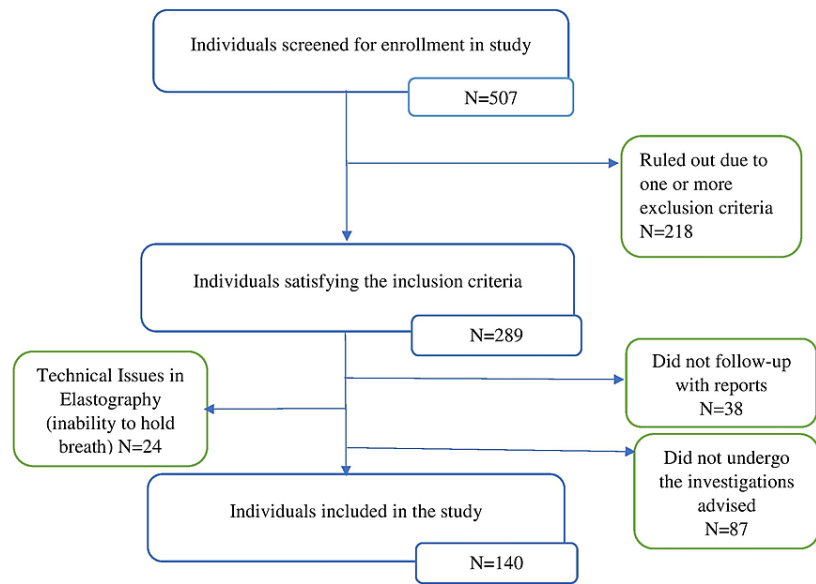 Individuals screened for enrollment in study
N=507
Ruled out due to
one or more
exclusion criteria
N=218
Individuals satisfying the inclusion criteria
N=289
Technical Issues in
Elastography
(inability to hold
breath) N=24
Did not follow-up
with reports
N=38
Did not undergo
the investigations
advised
N=87
Individuals included in the study
N=140